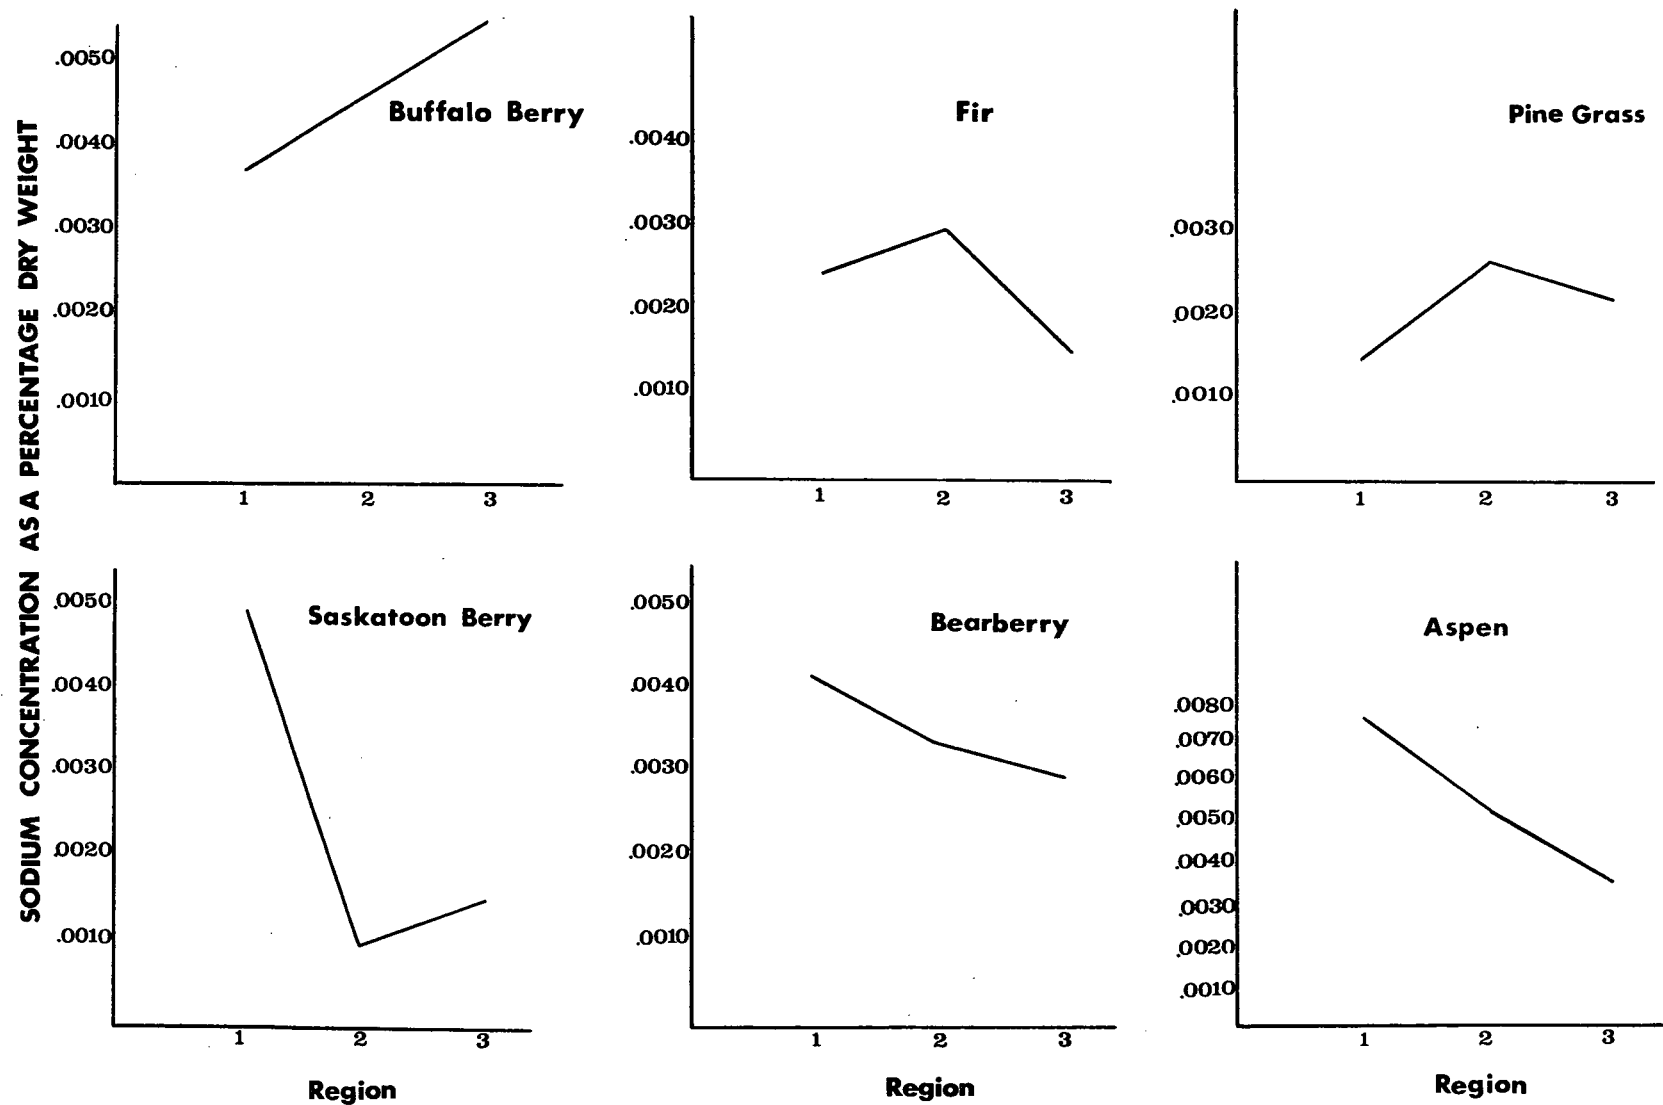 SODIUM CONCENTRATION AS A PERCENTAGE DRY WEIGHT
Buffalo Berry
.0050
.0040
.0030
.0020
.0010
1 2 3
Fir
.0040
.0030
.0020
.0010
1 2 3
Pine Grass
.0030
.0020
.0010
1 2 3
Saskatoon Berry
.0050
.0040
.0030
.0020
.0010
1 2 3
Region
Bearberry
.0050
.0040
.0030
.0020
.0010
1 2 3
Region
Aspen
.0080
.0070
.0060
.0050
.0040
.0030
.0020
.0010
1 2 3
Region